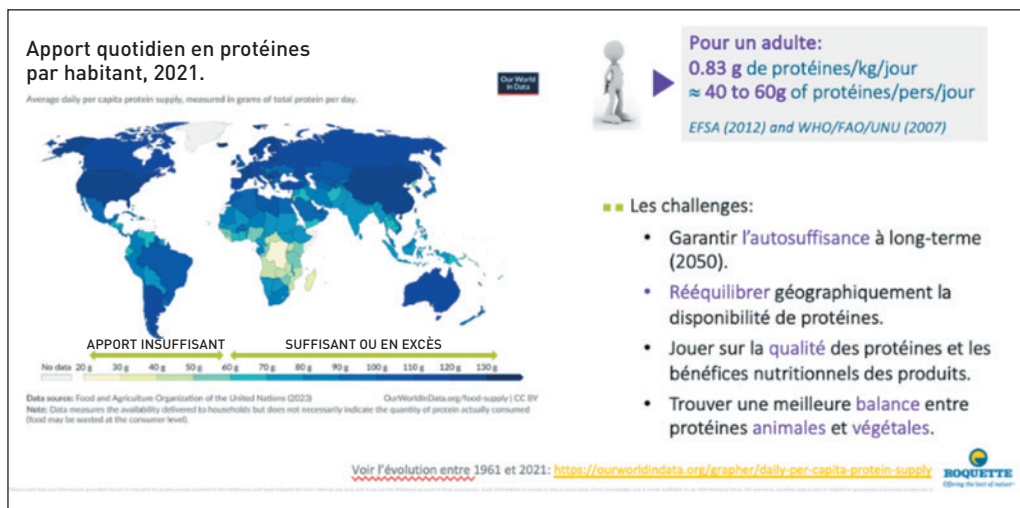 Apport quotidien en protéines
par habitant, 2021.
Average daily per capita protein supply, measured in grams of total protein per day.
Our World
in Data
APPORT INSUFFISANT
SUFFISANT OU EN EXCÈS
No data 20 g 30 g 40 g 50 g 60 g 70 g 80 g 90 g 100 g 110 g 120 g 130 g
Data source: Food and Agriculture Organization of the United Nations (2023)
OurWorldInData.org/food-supply | CC BY
Note: Data measures the availability delivered to households but does not necessarily indicate the quantity of protein actually consumed
(food may be wasted at the consumer level).
Pour un adulte:
0.83 g de protéines/kg/jour
≈ 40 to 60g of protéines/pers/jour
EFSA (2012) and WHO/FAO/UNU (2007)
Les challenges:
• Garantir l'autosuffisance à long-terme
(2050).
• Rééquilibrer géographiquement la
disponibilité de protéines.
• Jouer sur la qualité des protéines et les
bénéfices nutritionnels des produits.
• Trouver une meilleure balance entre
protéines animales et végétales.
Voir l'évolution entre 1961 et 2021: https://ourworldindata.org/grapher/daily-per-capita-protein-supply
ROQUETTE
Offering the best of nature™